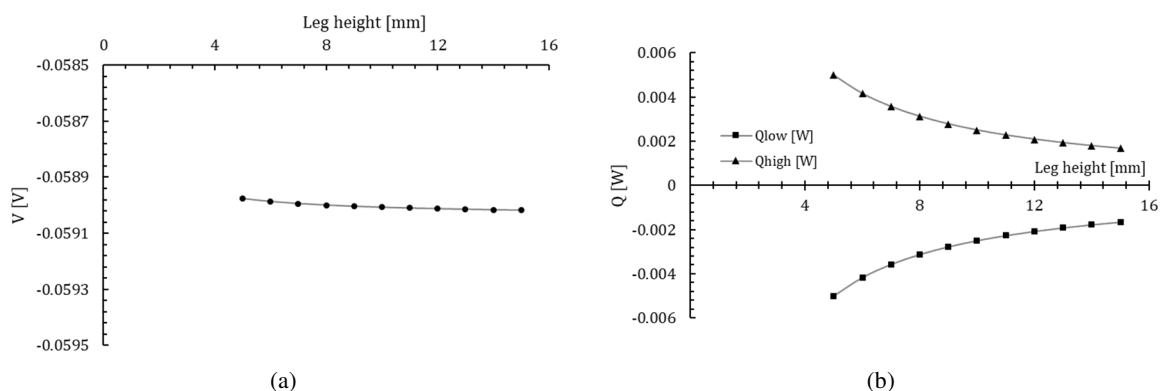 Leg height [mm]
0 4 8 12 16
-0.0585
-0.0587
-0.0589
-0.0591
-0.0593
-0.0595
V [V]
(a)
0.006
0.004
0.002
0
-0.002
-0.004
-0.006
Q [W]
Qlow [W]
Qhigh [W]
Leg height [mm]
4 8 12 16
(b)